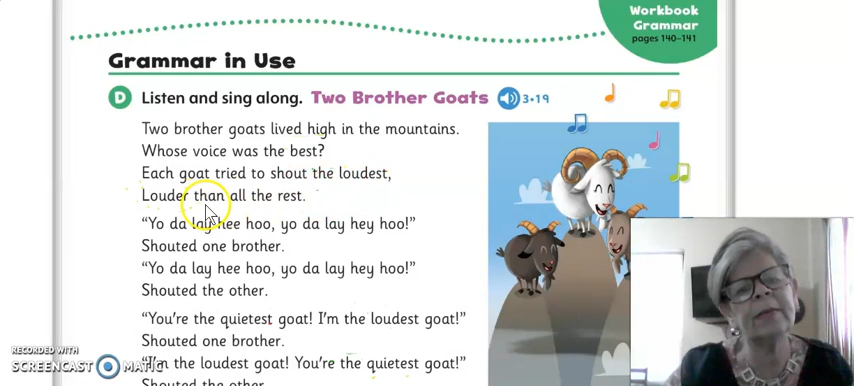 Workbook
Grammar
pages 140–141
Grammar in Use
D Listen and sing along. Two Brother Goats 3·19
Two brother goats lived high in the mountains.
Whose voice was the best?
Each goat tried to shout the loudest,
Louder than all the rest.
“Yo da lay hee hoo, yo da lay hey hoo!”
Shouted one brother.
“Yo da lay hee hoo, yo da lay hey hoo!”
Shouted the other.
“You’re the quietest goat! I’m the loudest goat!”
Shouted one brother.
“I’m the loudest goat! You’re the quietest goat!”
Shouted the other
RECORDED WITH
SCREENCAST MATIC